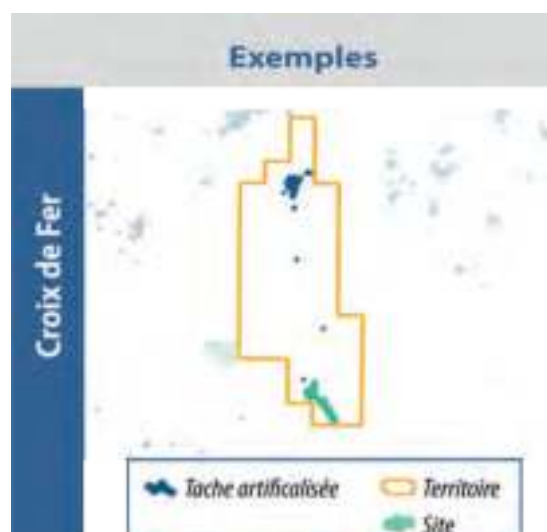 Exemples
Croix de Fer
Tache artificalisée
Territoire
Site